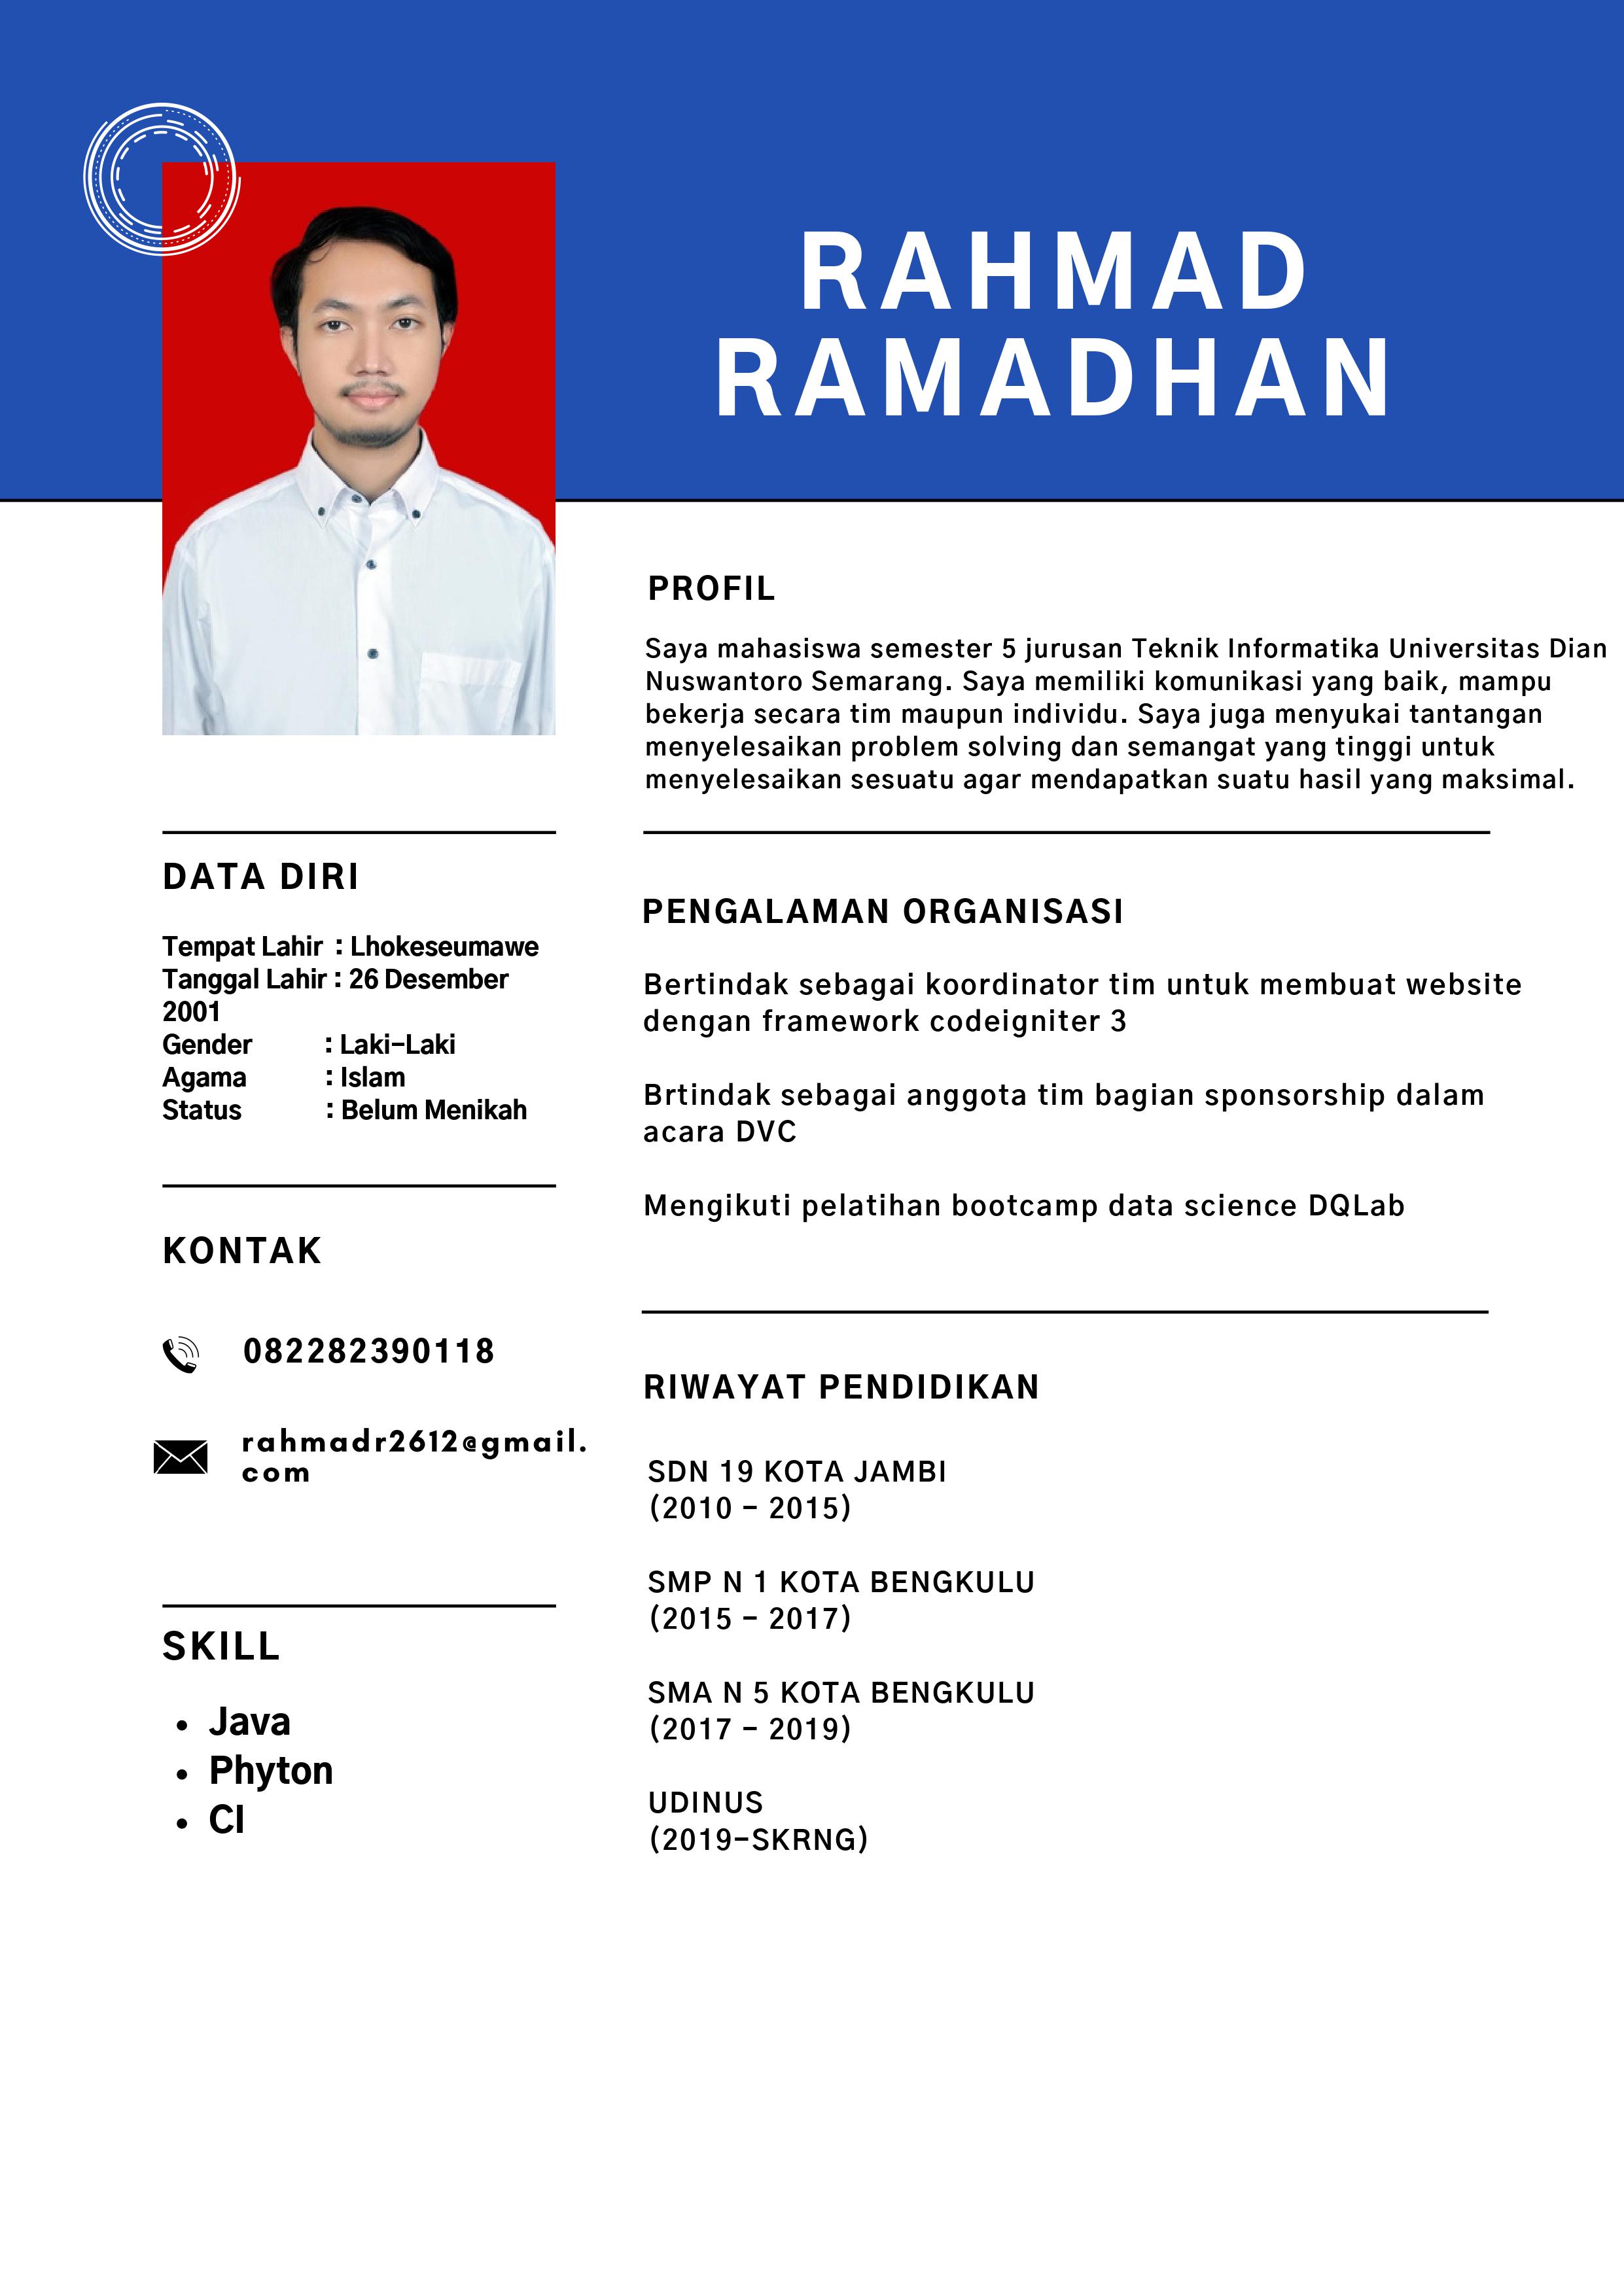 RAHMAD
RAMADHAN
PROFIL
Saya mahasiswa semester 5 jurusan Teknik Informatika Universitas Dian
Nuswantoro Semarang. Saya memiliki komunikasi yang baik, mampu
bekerja secara tim maupun individu. Saya juga menyukai tantangan
menyelesaikan problem solving dan semangat yang tinggi untuk
menyelesaikan sesuatu agar mendapatkan suatu hasil yang maksimal.
DATA DIRI
Tempat Lahir : Lhokeseumawe
Tanggal Lahir : 26 Desember
2001
Gender : Laki-Laki
Agama : Islam
Status : Belum Menikah
KONTAK
082282390118
rahmadr2612@gmail.
com
SKILL
• Java
• Phyton
• CI
PENGALAMAN ORGANISASI
Bertindak sebagai koordinator tim untuk membuat website
dengan framework codeigniter 3
Brtindak sebagai anggota tim bagian sponsorship dalam
acara DVC
Mengikuti pelatihan bootcamp data science DQLab
RIWAYAT PENDIDIKAN
SDN 19 KOTA JAMBI
(2010 - 2015)
SMP N 1 KOTA BENGKULU
(2015 - 2017)
SMA N 5 KOTA BENGKULU
(2017 - 2019)
UDINUS
(2019-SKRNG)